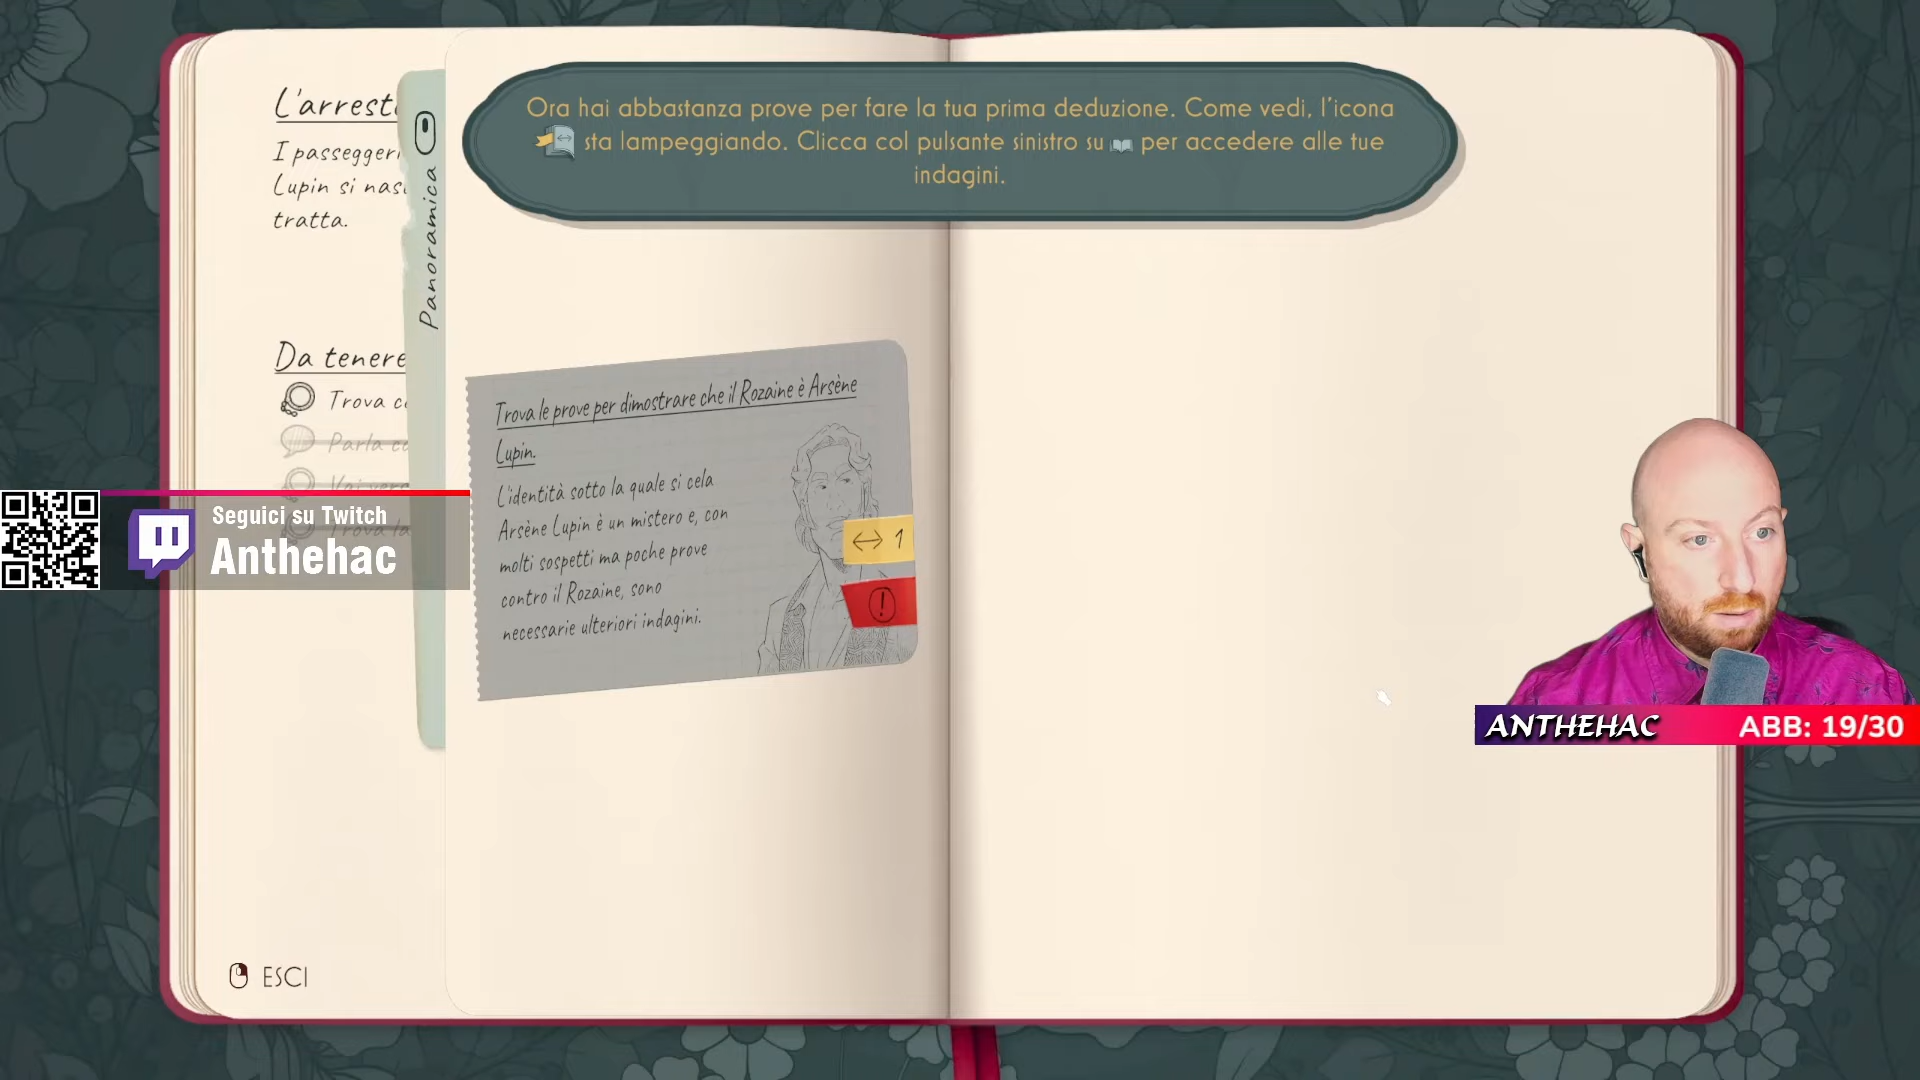 Ora hai abbastanza prove per fare la tua prima deduzione. Come vedi, l'icona
sta lampeggiando. Clicca col pulsante sinistro su per accedere alle tue
indagini.
L'arrest
I passegger
Lupin si nas
tratta.
Da tenere
Trova c
Parla c
Panoramica
Trova le prove per dimostrare che il Rozaine è Arsène
Lupin.
L'identità sotto la quale si cela
Arsène Lupin è un mistero e, con
molti sospetti ma poche prove
contro il Rozaine, sono
necessarie ulteriori indagini.
1
!
Seguici su Twitch
Anthehac
ANTHEHAC ABB: 19/30
ESCI